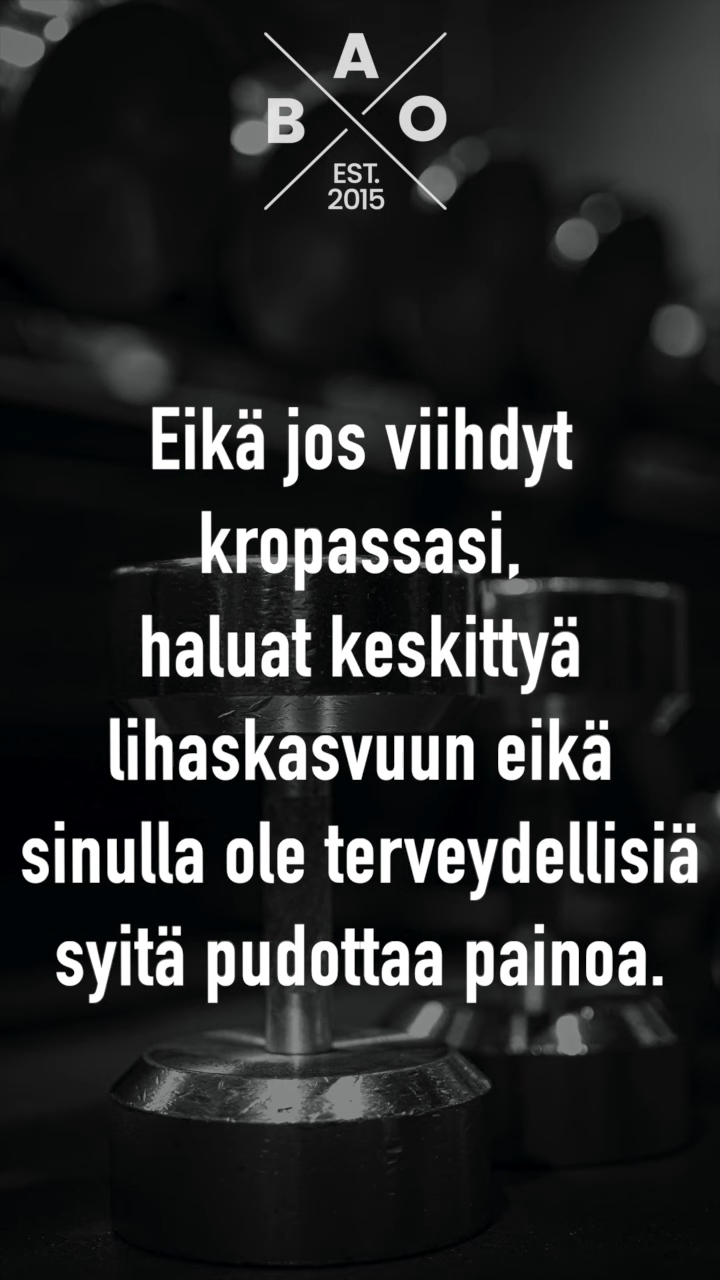 A
B O
EST.
2015
Eikä jos viihdyt
kropassasi,
haluat keskittyä
lihaskasvuun eikä
sinulla ole terveydellisiä
syitä pudottaa painoa.